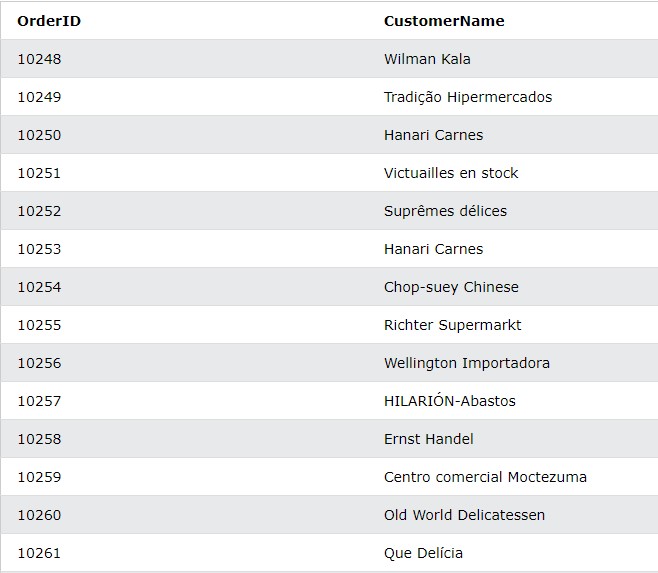 OrderID CustomerName
10248 Wilman Kala
10249 Tradição Hipermercados
10250 Hanari Carnes
10251 Victuailles en stock
10252 Suprêmes délices
10253 Hanari Carnes
10254 Chop-suey Chinese
10255 Richter Supermarkt
10256 Wellington Importadora
10257 HILARIÓN-Abastos
10258 Ernst Handel
10259 Centro comercial Moctezuma
10260 Old World Delicatessen
10261 Que Delícia